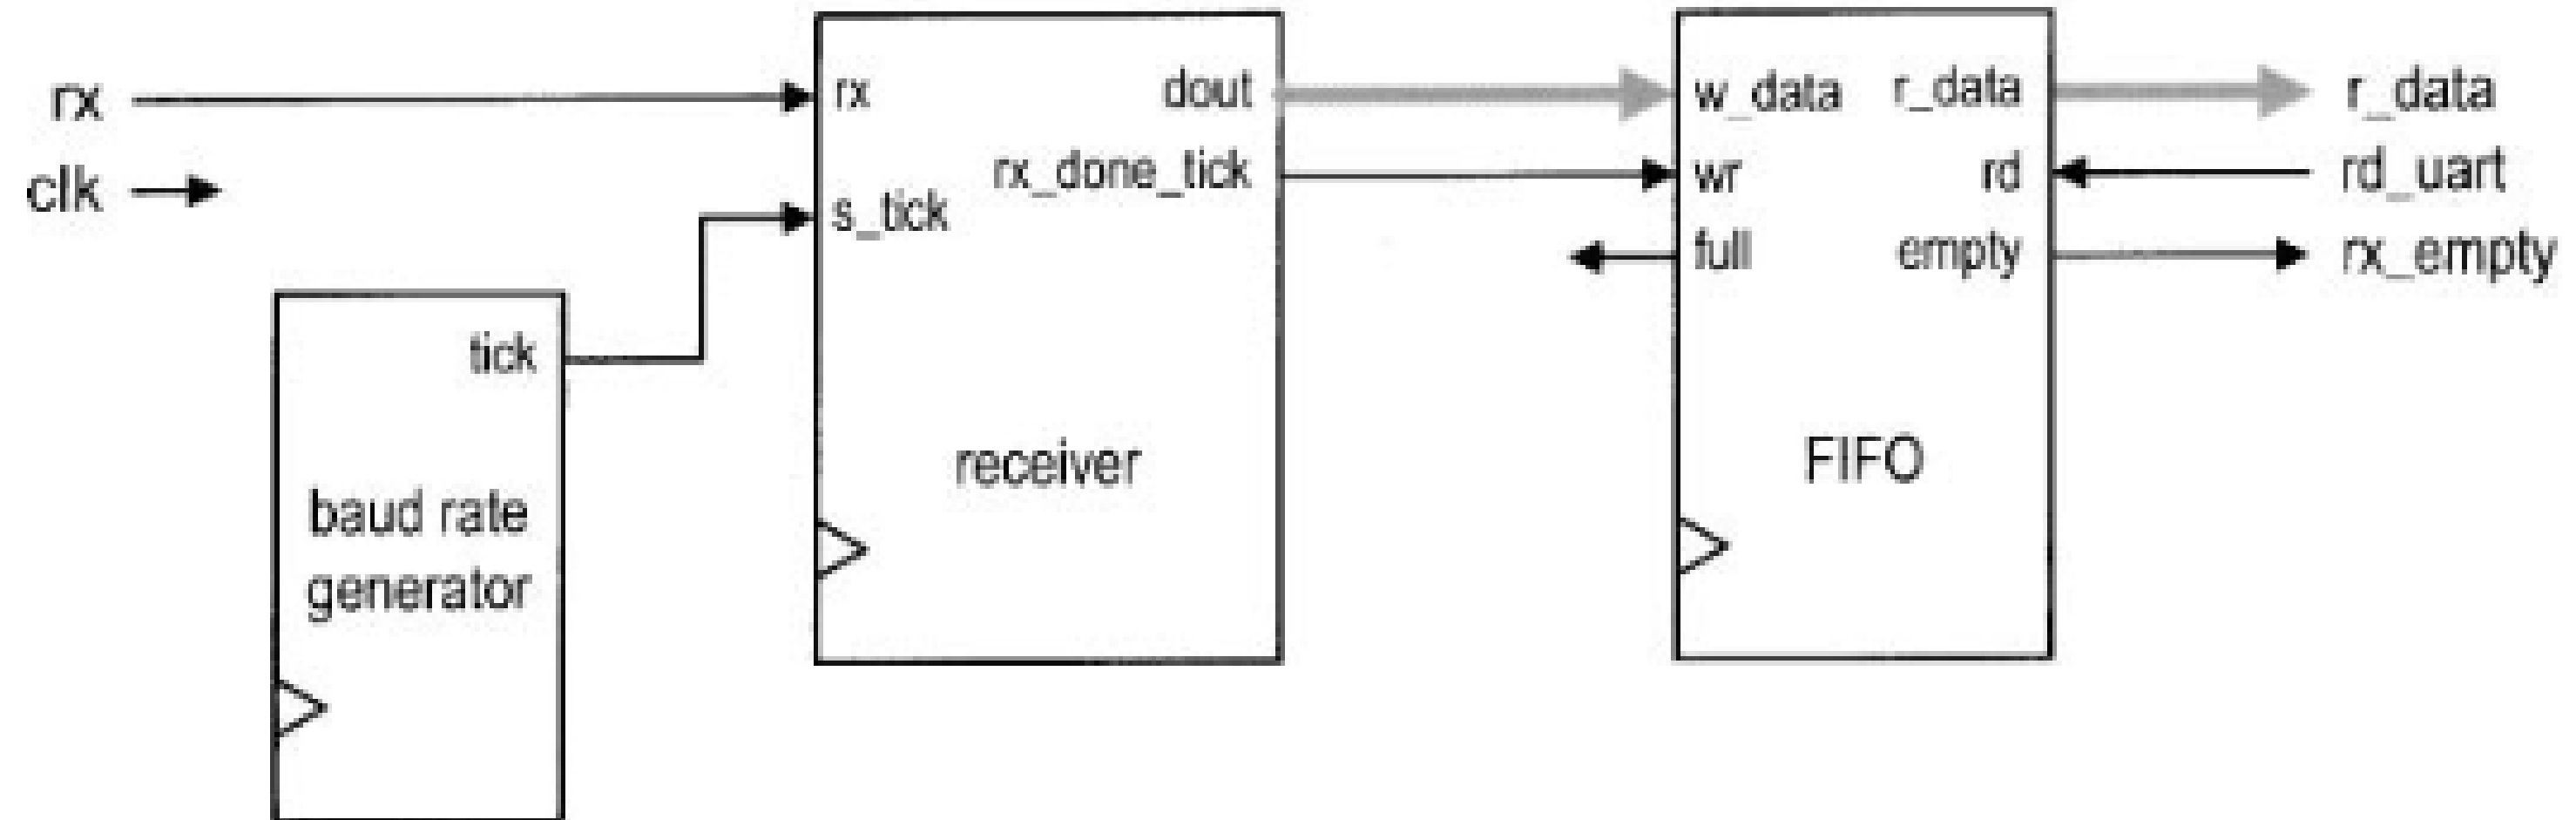 rx
clk
tick
baud rate
generator
rx
s_tick
dout
rx_done_tick
receiver
w_data
wr
full
r_data
rd
empty
FIFO
r_data
rd_uart
rx_empty